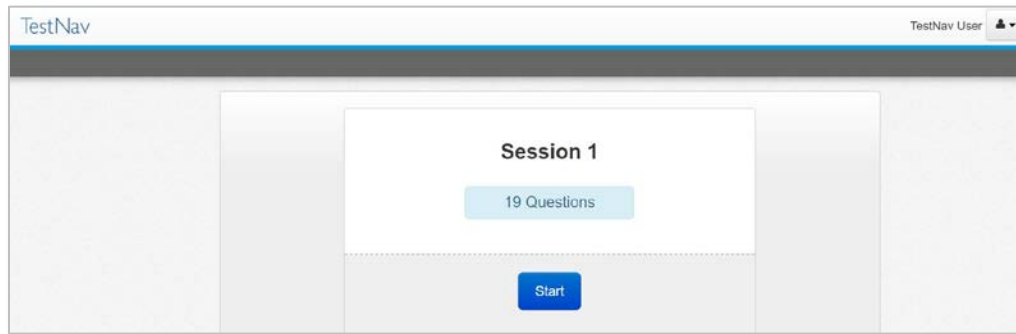 TestNav
TestNav User
Session 1
19 Questions
Start